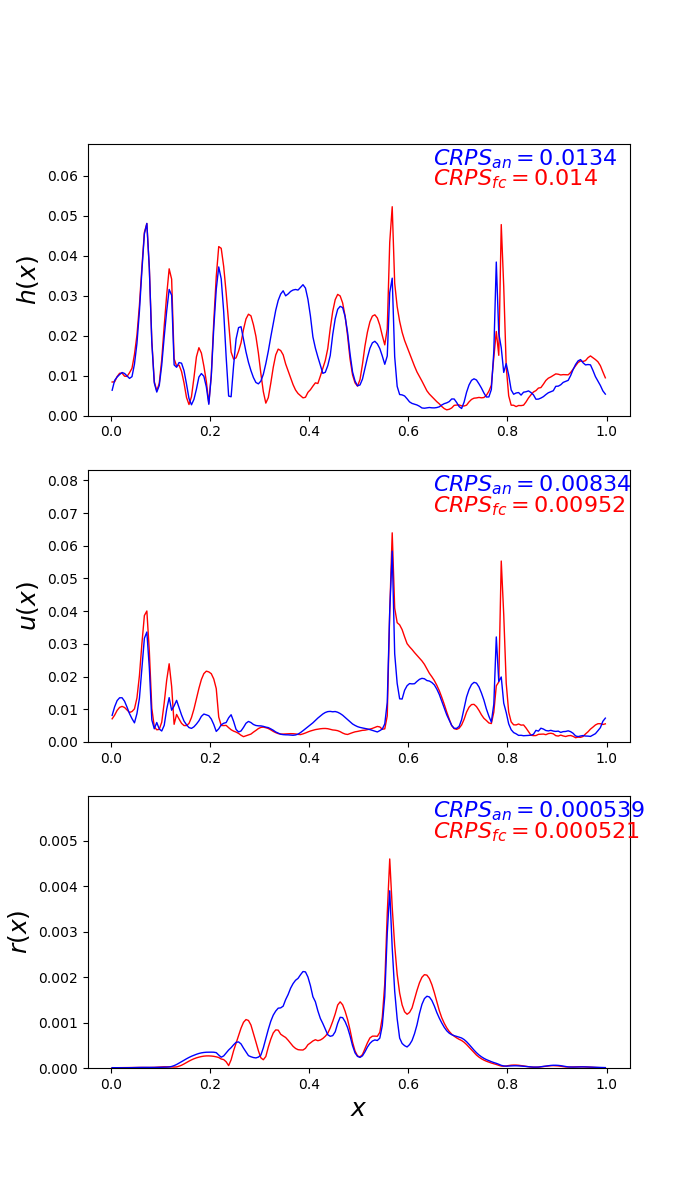 CRPS_an = 0.0134
CRPS_fc = 0.014
0.06
0.05
0.04
0.03
0.02
0.01
0.00
h(x)
0.0 0.2 0.4 0.6 0.8 1.0
CRPS_an = 0.00834
CRPS_fc = 0.00952
0.08
0.07
0.06
0.05
0.04
0.03
0.02
0.01
0.00
u(x)
0.0 0.2 0.4 0.6 0.8 1.0
CRPS_an = 0.000539
CRPS_fc = 0.000521
0.005
0.004
0.003
0.002
0.001
0.000
r(x)
0.0 0.2 0.4 0.6 0.8 1.0
x